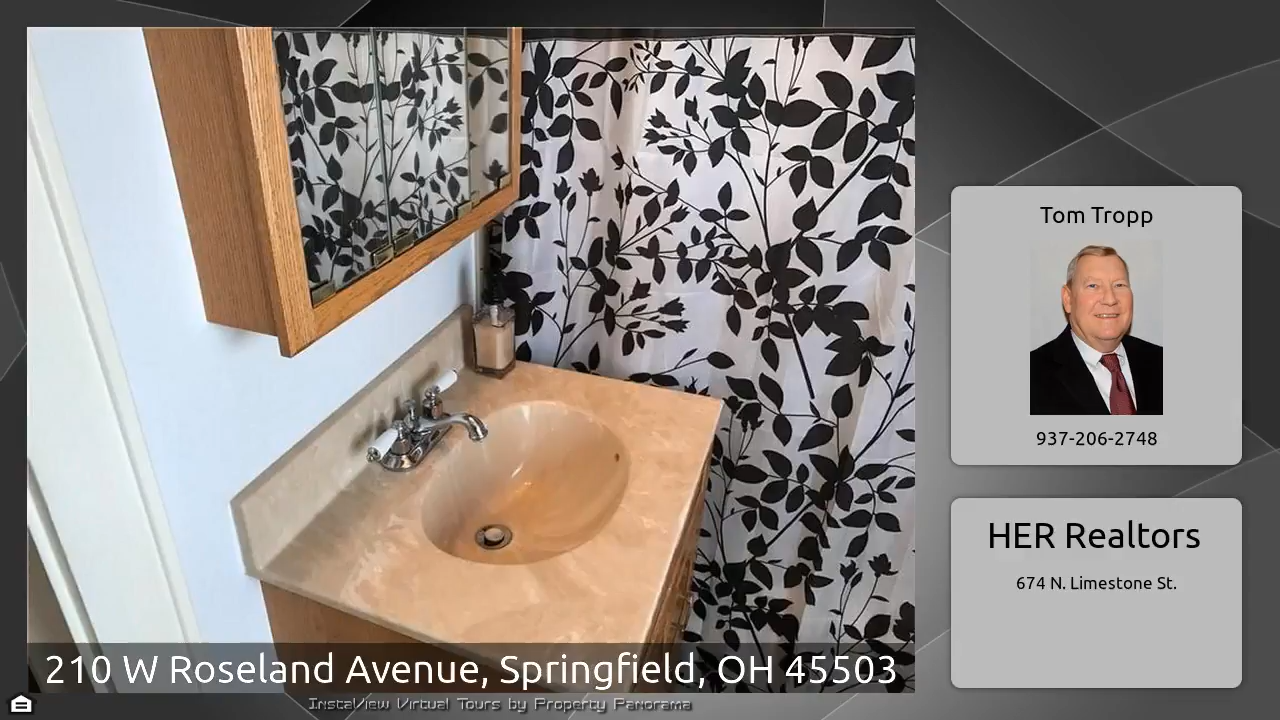 Tom Tropp
937-206-2748
HER Realtors
674 N. Limestone St.
210 W Roseland Avenue, Springfield, OH 45503
InstaView Virtual Tours by Property Panorama